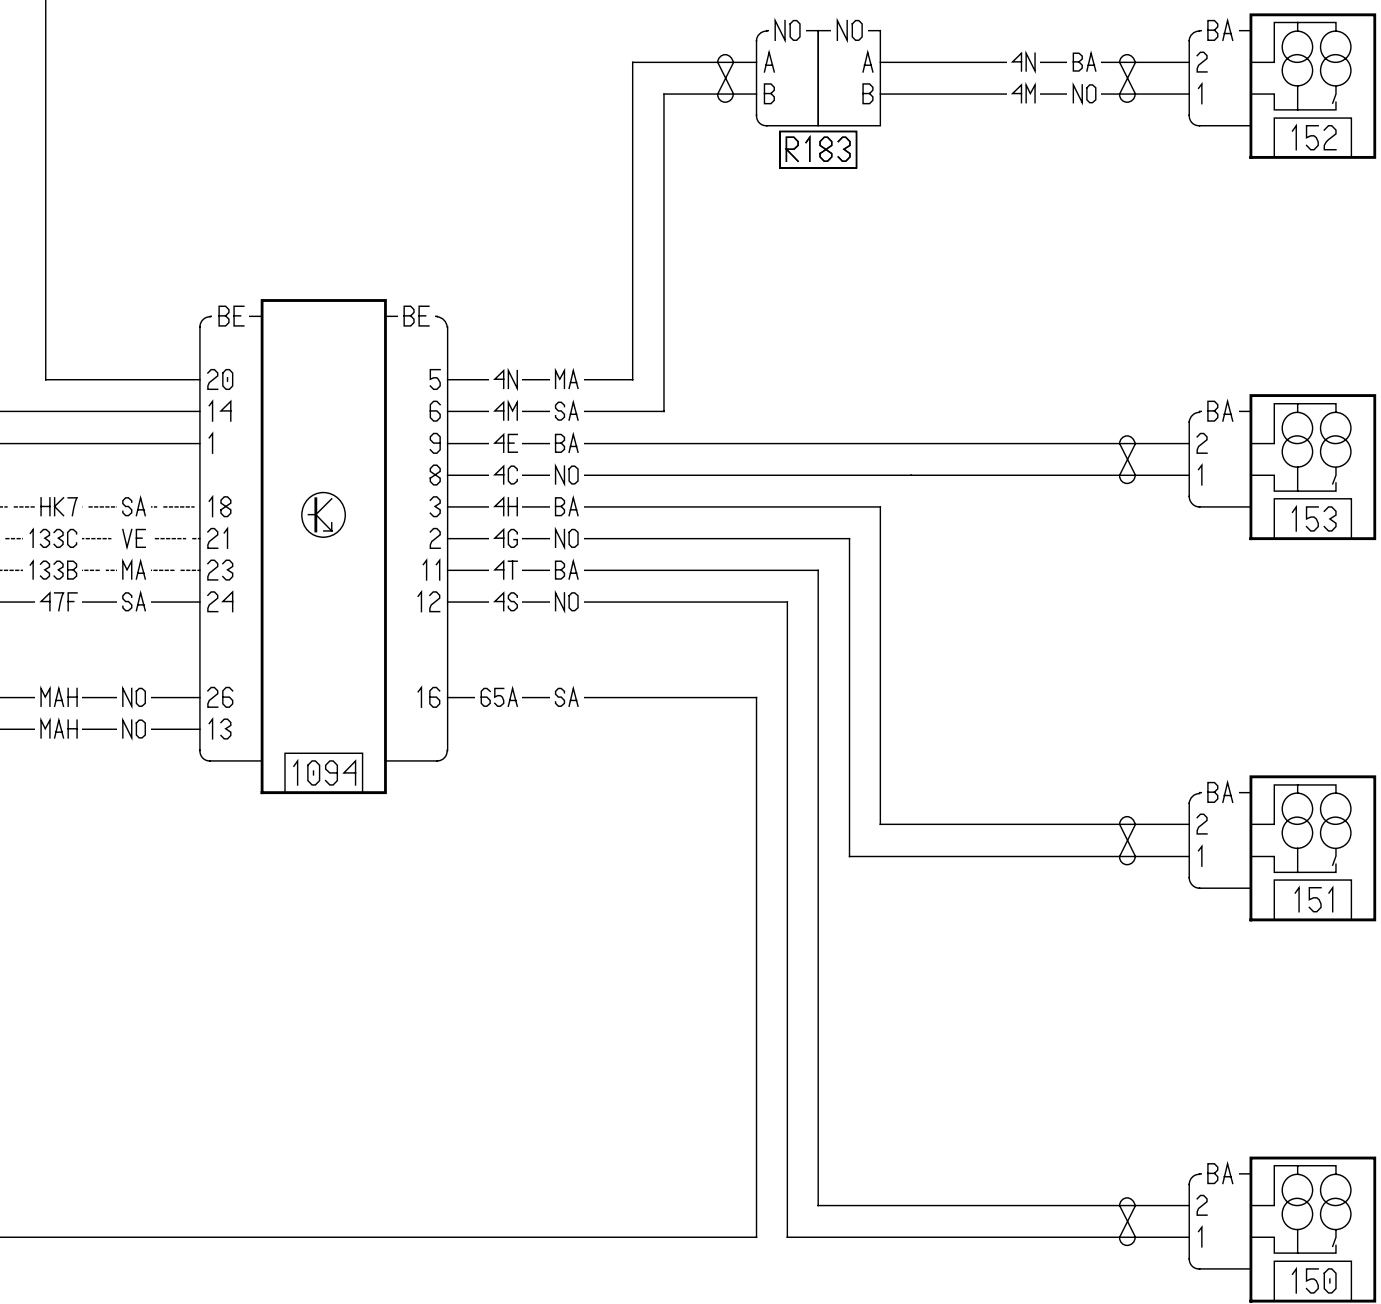 NO NO BA
A A 4N BA 2
B B 4M NO 1
R183 152
BE BE
20 5 4N MA
14 6 4M SA BA
1 9 4E BA 2
8 4C NO 1
HK7 SA 18 3 4H BA 153
133C VE 21 2 4G NO
133B MA 23 11 4T BA
47F SA 24 12 4S NO
MAH NO 26 16 65A SA
MAH NO 13
1094 BA
2
1
151
BA
2
1
150